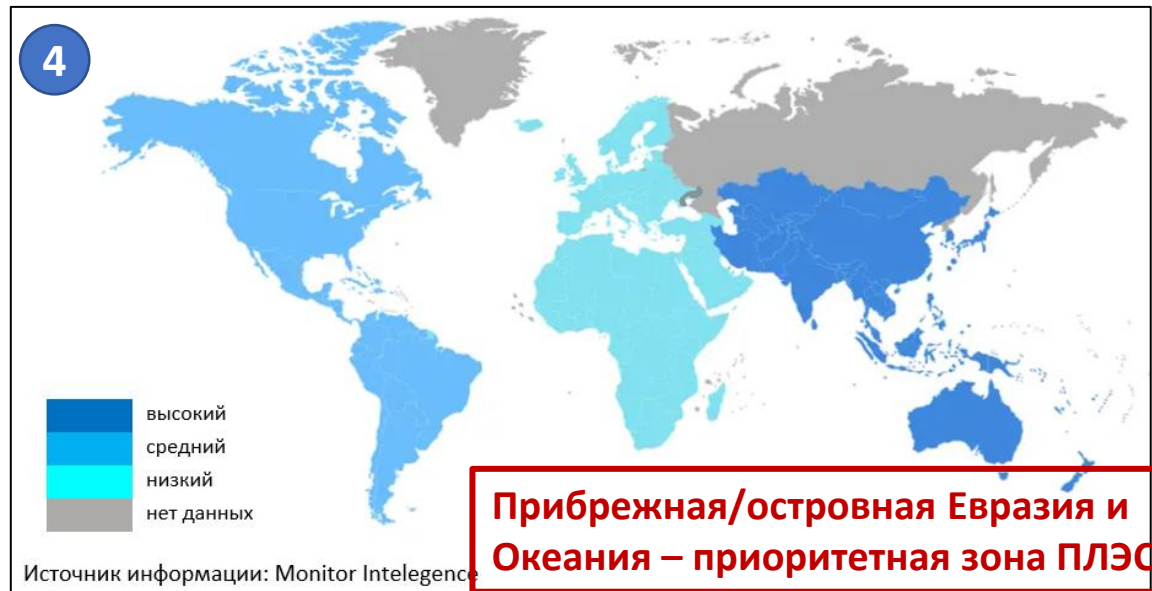 4
высокий
средний
низкий
нет данных
Прибрежная/островная Евразия и
Океания – приоритетная зона ПЛЭС
Источник информации: Monitor Intelegence